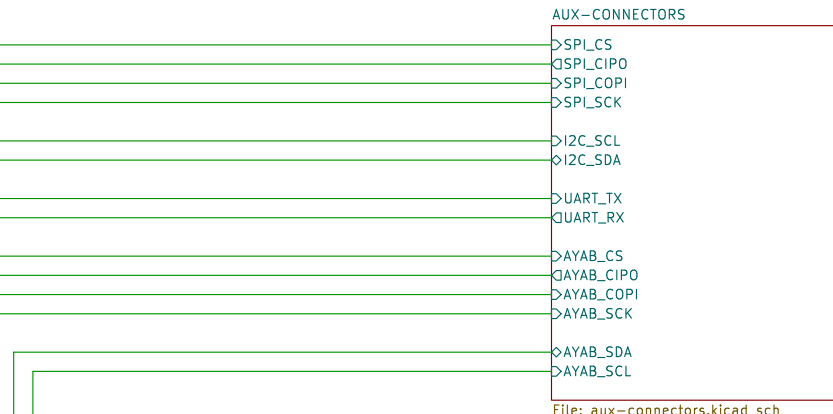 AUX-CONNECTORS
SPI_CS
SPI_CIPO
SPI_COPI
SPI_SCK
I2C_SCL
I2C_SDA
UART_TX
UART_RX
AYAB_CS
AYAB_CIPO
AYAB_COPI
AYAB_SCK
AYAB_SDA
AYAB_SCL
File: aux-connectors.kicad_sch